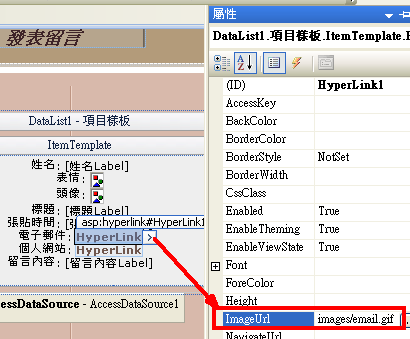 發表留言
DataList1 - 項目樣板
ItemTemplate
姓名: [姓名Label]
表情:
頭像:
標題: [標題Label]
張貼時間: [張 asp:hyperlink#HyperLink1
電子郵件: HyperLink >
個人網站: HyperLink
留言內容: [留言內容Label]
cessDataSource - AccessDataSource1
屬性
DataList1.項目樣板.ItemTemplate.
(ID) HyperLink1
AccessKey
BackColor
BorderColor
BorderStyle NotSet
BorderWidth
CssClass
Enabled True
EnableTheming True
EnableViewState True
Font
ForeColor
Height
ImageUrl images/email.gif
NavigateUrl